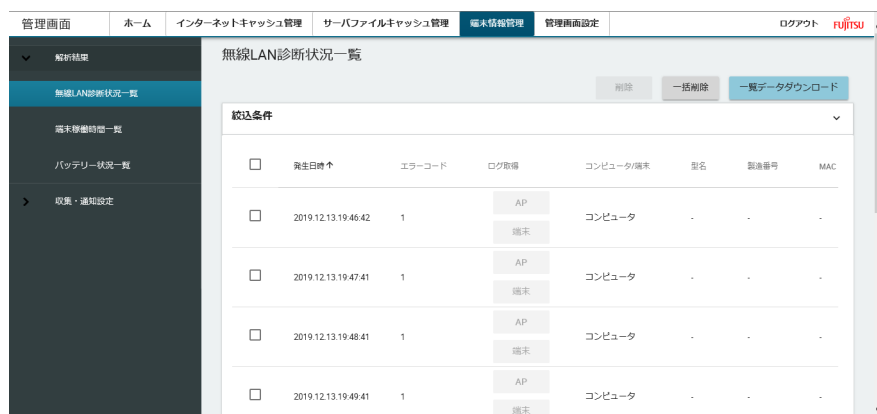 管理画面 ホーム インターネットキャッシュ管理 サーバファイルキャッシュ管理 端末情報管理 管理画面設定 ログアウト FUJITSU
解析結果
無線LAN診断状況一覧
端末稼働時間一覧
バッテリー状況一覧
収集・通知設定
無線LAN診断状況一覧
削除 一括削除 一覧データダウンロード
絞込条件
発生日時↑ エラーコード ログ取得 コンピュータ/端末 型名 製造番号 MAC
2019.12.13.19:46:42 1 AP 端末 コンピュータ - - -
2019.12.13.19:47:41 1 AP 端末 コンピュータ - - -
2019.12.13.19:48:41 1 AP 端末 コンピュータ - - -
2019.12.13.19:49:41 1 AP 端末 コンピュータ - - -